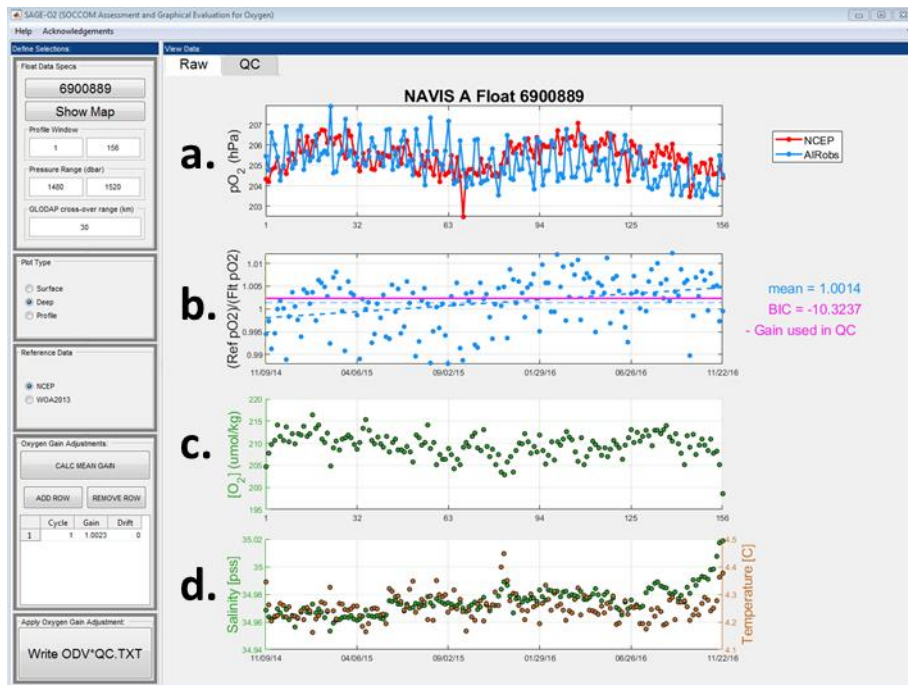 SAGE-O2 (SOCCOM Assessment and Graphical Evaluation for Oxygen)
Help Acknowledgements
Define Selections:
Float Data Specs
6900889
Show Map
Profile Window
1 156
Pressure Range (dbar)
1480 1520
GLODAP cross-over range (km)
30
Plot Type
Surface
Deep
Profile
Reference Data
NCEP
WOA2013
Oxygen Gain Adjustments:
CALC MEAN GAIN
ADD ROW REMOVE ROW
Cycle Gain Drift
1 1 1.0023 0
Apply Oxygen Gain Adjustment:
Write ODV*QC.TXT
View Data:
Raw QC
NAVIS A Float 6900889
a.
pO2 (hPa)
207
206
205
204
203
1 32 63 94 125 156
NCEP
AIRobs
b.
(Ref pO2)/(Flt pO2)
1.01
1.005
1
0.995
0.99
11/09/14 04/06/15 09/02/15 01/29/16 06/26/16 11/22/16
mean = 1.0014
BIC = -10.3237
- Gain used in QC
c.
[O2] (umol/kg)
220
215
210
205
200
195
1 32 63 94 125 156
d.
Salinity [pss]
35.02
35
34.98
34.96
34.94
Temperature [C]
4.5
4.4
4.3
4.2
4.1
11/09/14 04/06/15 09/02/15 01/29/16 06/26/16 11/22/16